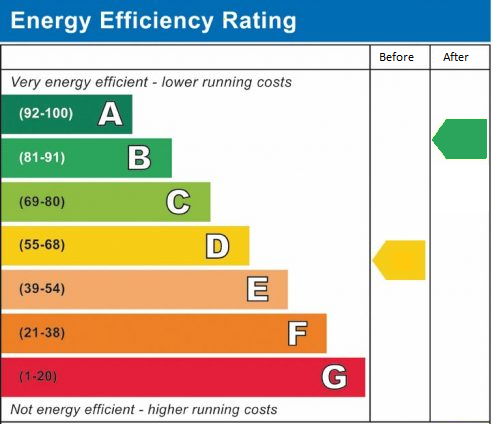 Energy Efficiency Rating
Before After
Very energy efficient - lower running costs
(92-100) A
(81-91) B
(69-80) C
(55-68) D
(39-54) E
(21-38) F
(1-20) G
Not energy efficient - higher running costs